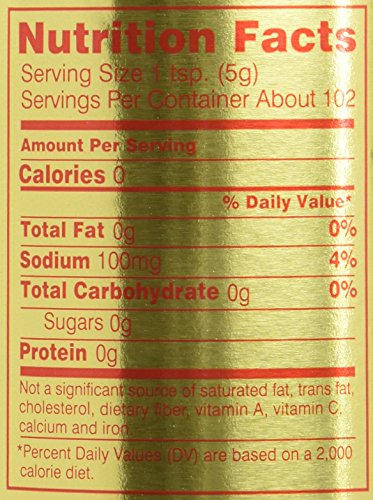 Nutrition Facts
Serving Size 1 tsp. (5g)
Servings Per Container About 102
Amount Per Serving
Calories 0
% Daily Value*
Total Fat 0g 0%
Sodium 100mg 4%
Total Carbohydrate 0g 0%
Sugars 0g
Protein 0g
Not a significant source of saturated fat, trans fat,
cholesterol, dietary fiber, vitamin A, vitamin C,
calcium and iron.
*Percent Daily Values (DV) are based on a 2,000
calorie diet.